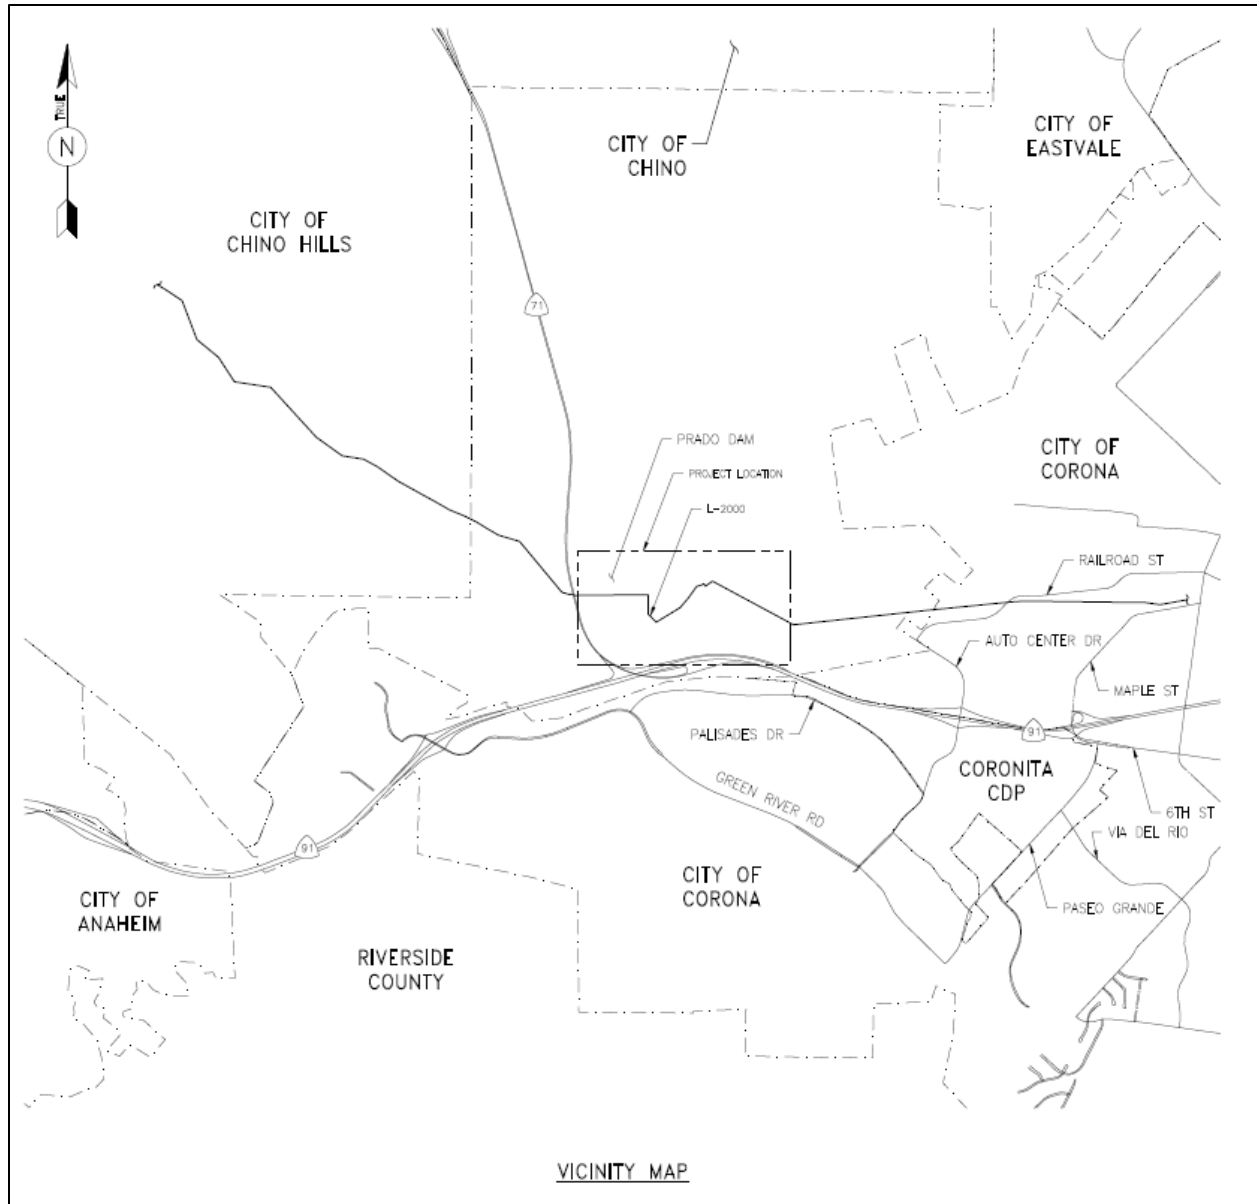 TRUE
N
CITY OF
CHINO
CITY OF
EASTVALE
CITY OF
CHINO HILLS
71
PRADO DAM
PROJECT LOCATION
L-2000
CITY OF
CORONA
RAILROAD ST
AUTO CENTER DR
MAPLE ST
PALISADES DR
91
CORONITA
CDP
GREEN RIVER RD
6TH ST
VIA DEL RIO
91
CITY OF
ANAHEIM
CITY OF
CORONA
PASEO GRANDE
RIVERSIDE
COUNTY
VICINITY MAP